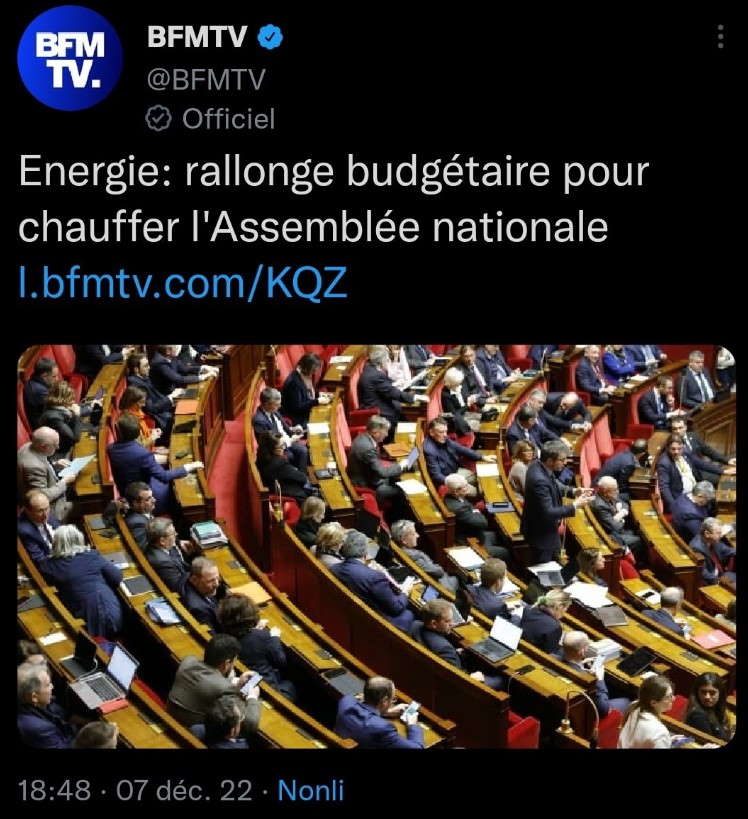 BFM
TV.
BFMTV
@BFMTV
Officiel
Energie: rallonge budgétaire pour
chauffer l'Assemblée nationale
l.bfmtv.com/KQZ
18:48 · 07 déc. 22 · Nonli